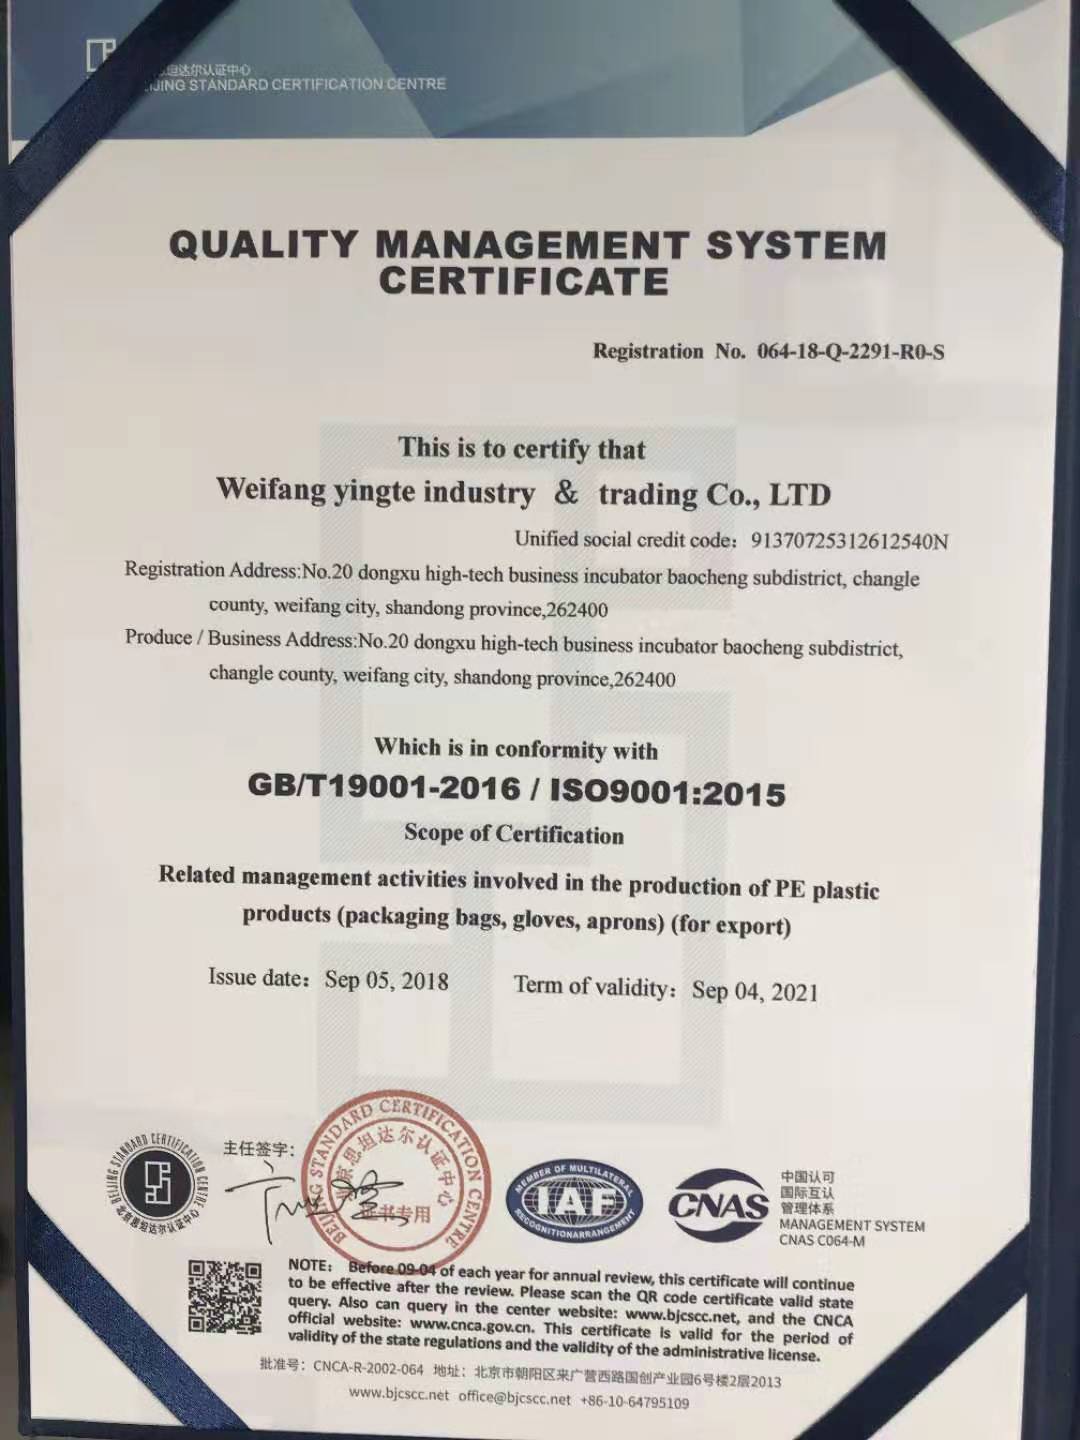 坦达尔认证中心
IJING STANDARD CERTIFICATION CENTRE
QUALITY MANAGEMENT SYSTEM
CERTIFICATE
Registration No. 064-18-Q-2291-R0-S
This is to certify that
Weifang yingte industry & trading Co., LTD
Unified social credit code：91370725312612540N
Registration Address:No.20 dongxu high-tech business incubator baocheng subdistrict, changle
county, weifang city, shandong province,262400
Produce / Business Address:No.20 dongxu high-tech business incubator baocheng subdistrict,
changle county, weifang city, shandong province,262400
Which is in conformity with
GB/T19001-2016 / ISO9001:2015
Scope of Certification
Related management activities involved in the production of PE plastic
products (packaging bags, gloves, aprons) (for export)
Issue date：Sep 05, 2018 Term of validity：Sep 04, 2021
BEIJING STANDARD CERTIFICATION CENTRE
北京思坦达尔认证中心
主任签字：
BEIJING STANDARD CERTIFICATION CENTRE
北京思坦达尔认证中心
证书专用
MEMBER OF MULTILATERAL
IAF
RECOGNITIONARRANGEMENT
CNAS
中国认可
国际互认
管理体系
MANAGEMENT SYSTEM
CNAS C064-M
NOTE： Before 09-04 of each year for annual review, this certificate will continue
to be effective after the review. Please scan the QR code certificate valid state
query. Also can query in the center website: www.bjcscc.net, and the CNCA
official website: www.cnca.gov.cn. This certificate is valid for the period of
validity of the state regulations and the validity of the administrative license.
批准号：CNCA-R-2002-064 地址：北京市朝阳区来广营西路国创产业园6号楼2层2013
www.bjcscc.net office@bjcscc.net +86-10-64795109